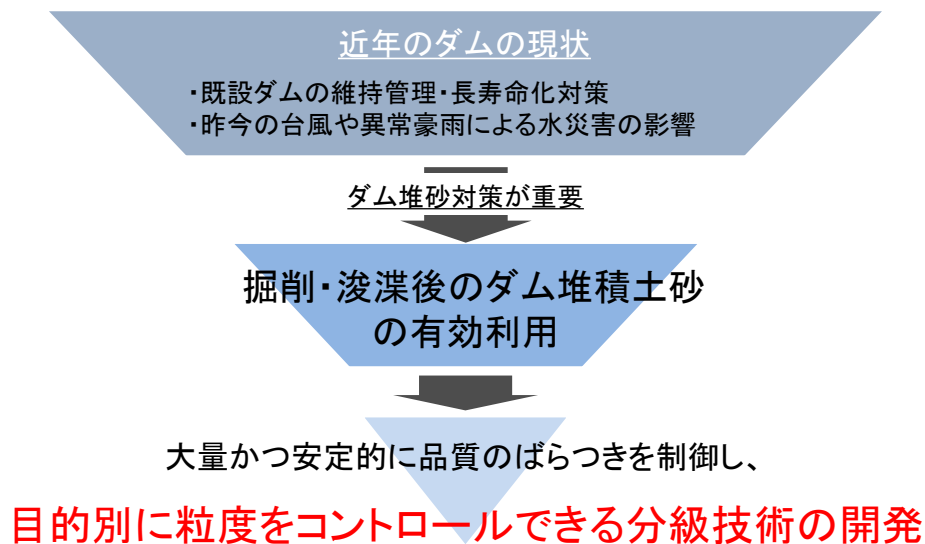 近年のダムの現状
・既設ダムの維持管理・長寿命化対策
・昨今の台風や異常豪雨による水災害の影響
ダム堆砂対策が重要
掘削・浚渫後のダム堆積土砂
の有効利用
大量かつ安定的に品質のばらつきを制御し、
目的別に粒度をコントロールできる分級技術の開発